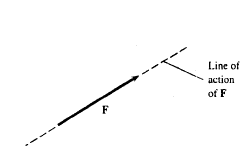 Line of
action
of F
F